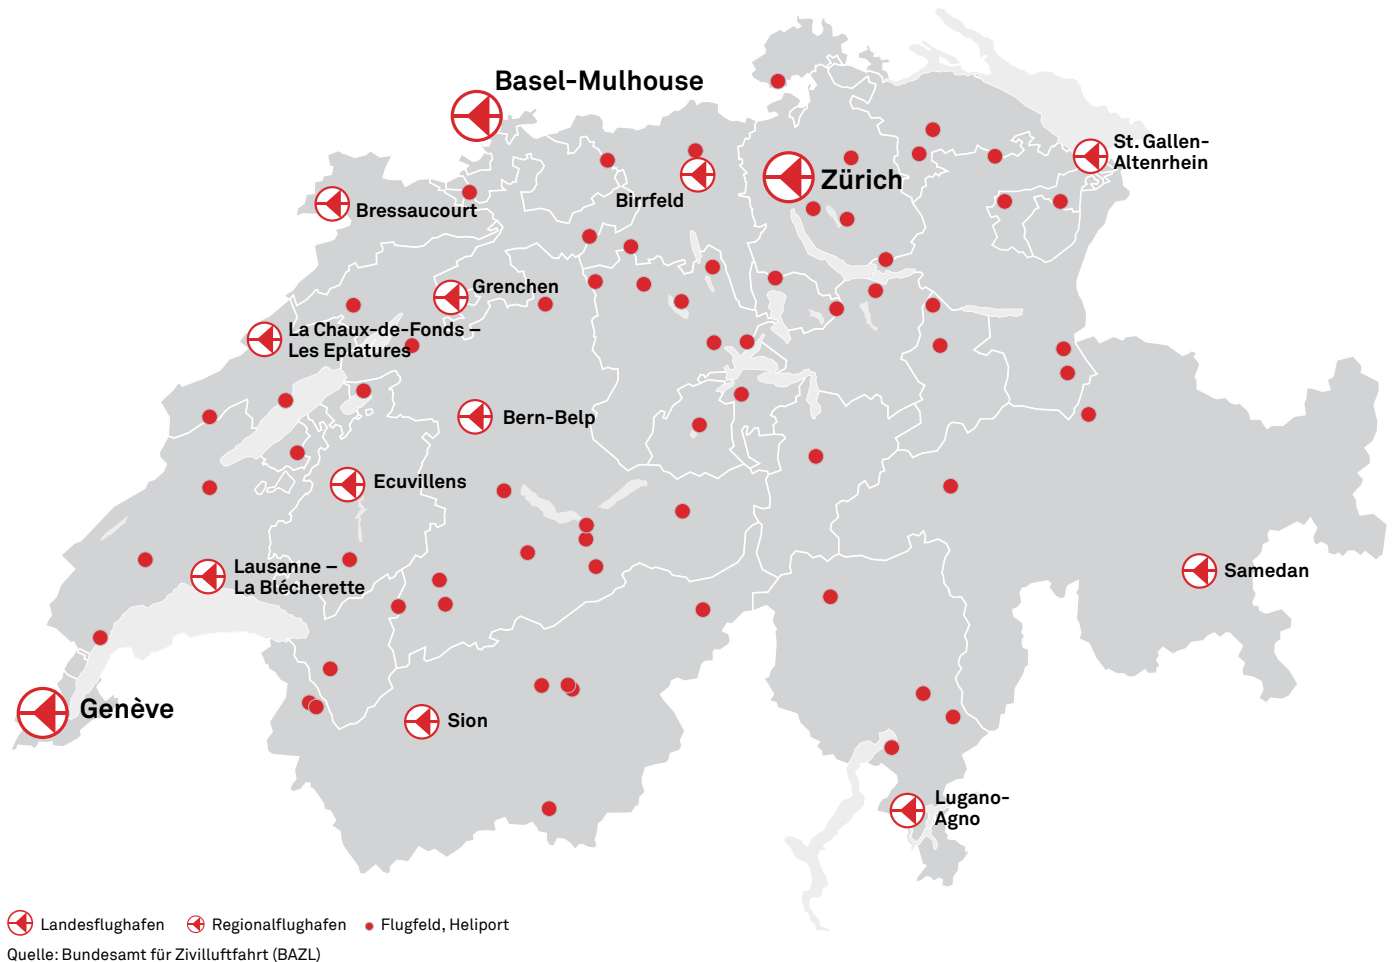 Basel-Mulhouse
St. Gallen-
Altenrhein
Zürich
Birrfeld
Bressaucourt
Grenchen
La Chaux-de-Fonds –
Les Eplatures
Bern-Belp
Ecuvillens
Lausanne –
La Blécherette
Samedan
Genève
Sion
Lugano-
Agno
Landesflughafen
Regionalflughafen
Flugfeld, Heliport
Quelle: Bundesamt für Zivilluftfahrt (BAZL)